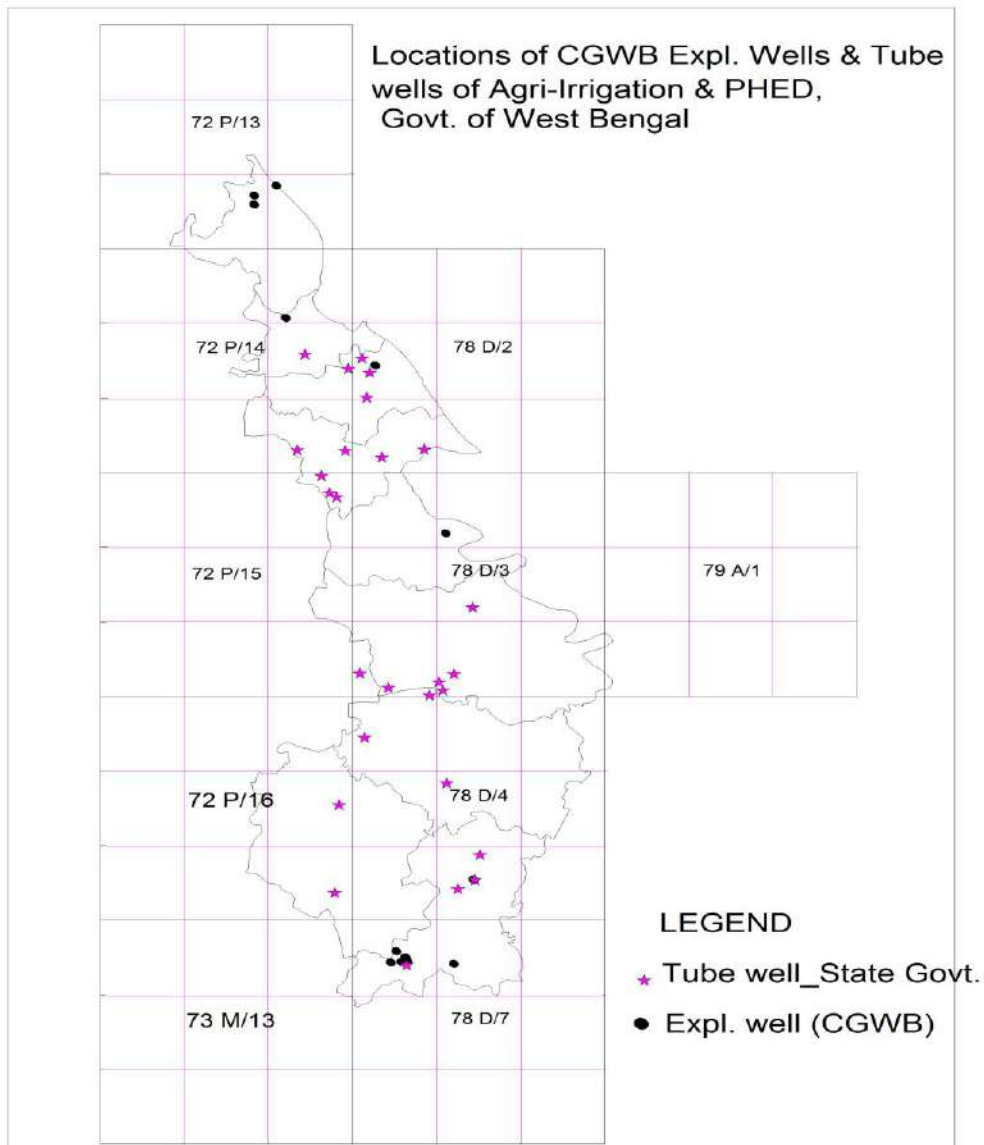 Locations of CGWB Expl. Wells & Tube
wells of Agri-Irrigation & PHED,
Govt. of West Bengal
72 P/13
72 P/14
78 D/2
72 P/15
78 D/3
79 A/1
72 P/16
78 D/4
LEGEND
Tube well_State Govt.
73 M/13
78 D/7
Expl. well (CGWB)